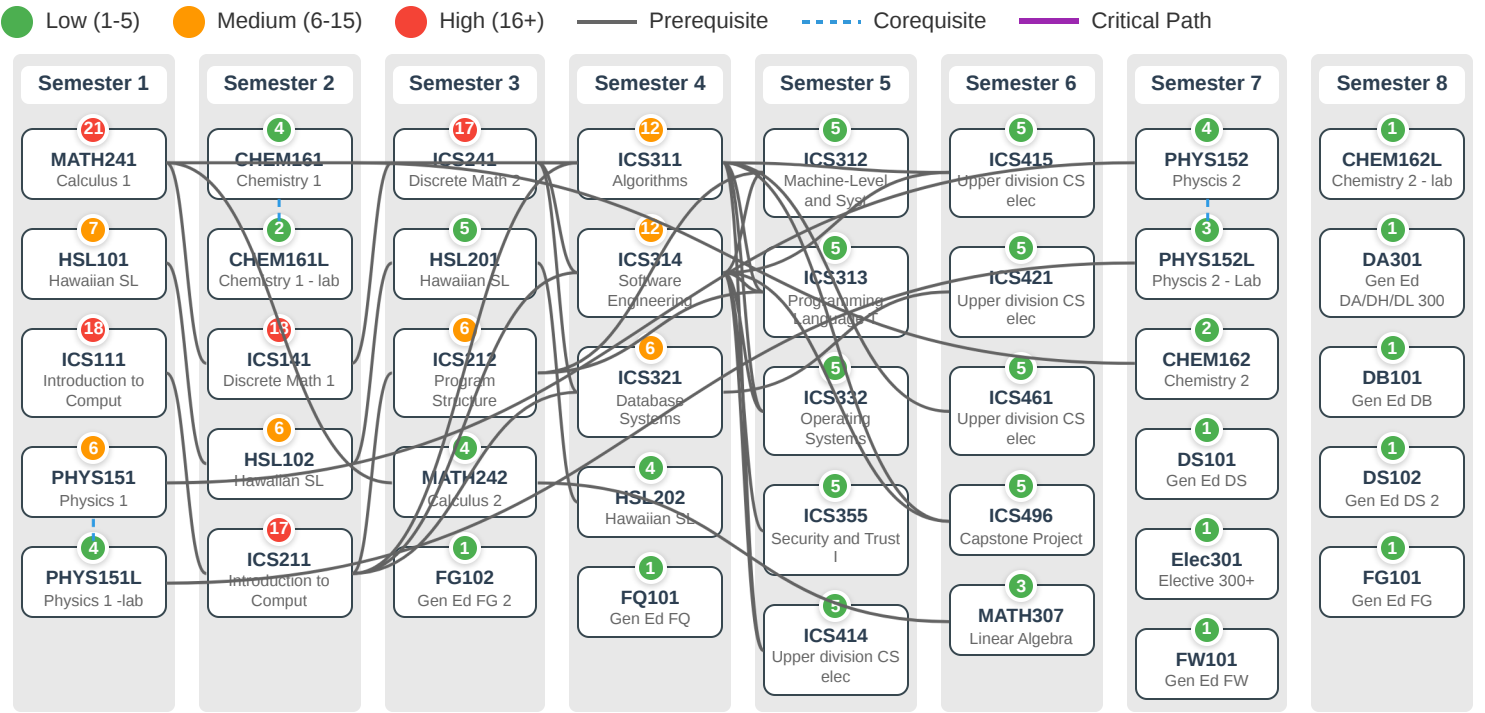 Low (1-5)
Medium (6-15)
High (16+)
Prerequisite
Corequisite
Critical Path
Semester 1
21
MATH241
Calculus 1
7
HSL101
Hawaiian SL
18
ICS111
Introduction to
Comput
6
PHYS151
Physics 1
4
PHYS151L
Physics 1 -lab
Semester 2
4
CHEM161
Chemistry 1
2
CHEM161L
Chemistry 1 - lab
18
ICS141
Discrete Math 1
6
HSL102
Hawaiian SL
17
ICS211
Introduction to
Comput
Semester 3
17
ICS241
Discrete Math 2
5
HSL201
Hawaiian SL
6
ICS212
Program
Structure
4
MATH242
Calculus 2
1
FG102
Gen Ed FG 2
Semester 4
12
ICS311
Algorithms
12
ICS314
Software
Engineering
6
ICS321
Database
Systems
4
HSL202
Hawaiian SL
1
FQ101
Gen Ed FQ
Semester 5
5
ICS312
Machine-Level
and Syst
5
ICS313
Programming
Language T
5
ICS332
Operating
Systems
5
ICS355
Security and Trust
I
5
ICS414
Upper division CS
elec
Semester 6
5
ICS415
Upper division CS
elec
5
ICS421
Upper division CS
elec
5
ICS461
Upper division CS
elec
5
ICS496
Capstone Project
3
MATH307
Linear Algebra
Semester 7
4
PHYS152
Physcis 2
3
PHYS152L
Physcis 2 - Lab
2
CHEM162
Chemistry 2
1
DS101
Gen Ed DS
1
Elec301
Elective 300+
1
FW101
Gen Ed FW
Semester 8
1
CHEM162L
Chemistry 2 - lab
1
DA301
Gen Ed
DA/DH/DL 300
1
DB101
Gen Ed DB
1
DS102
Gen Ed DS 2
1
FG101
Gen Ed FG